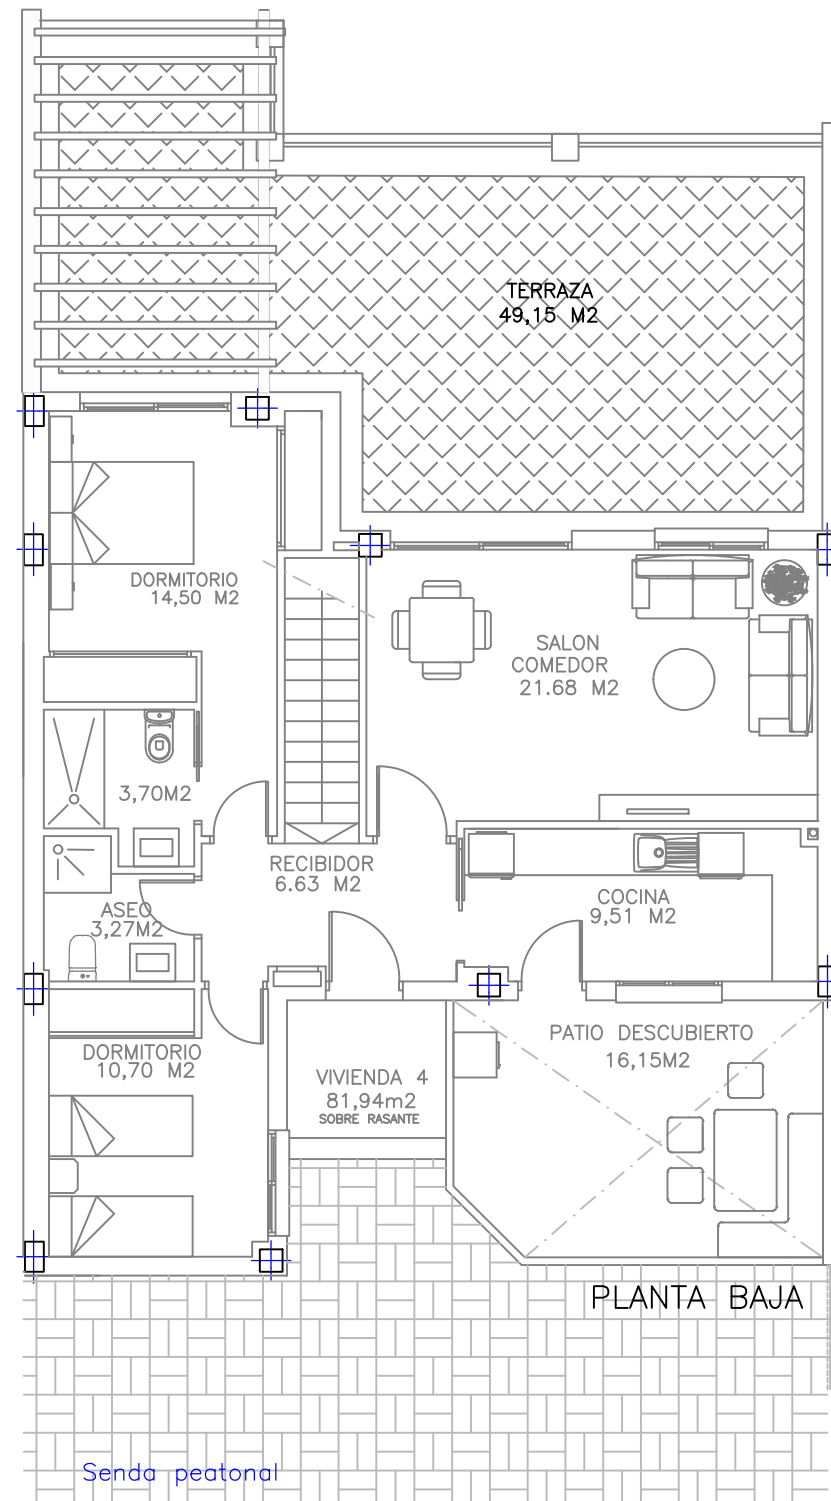 TERRAZA
49,15 M2
DORMITORIO
14,50 M2
SALON
COMEDOR
21.68 M2
3,70M2
RECIBIDOR
6.63 M2
COCINA
9,51 M2
ASEO
3,27M2
DORMITORIO
10,70 M2
PATIO DESCUBIERTO
16,15M2
VIVIENDA 4
81,94m2
SOBRE RASANTE
PLANTA BAJA
Senda peatonal